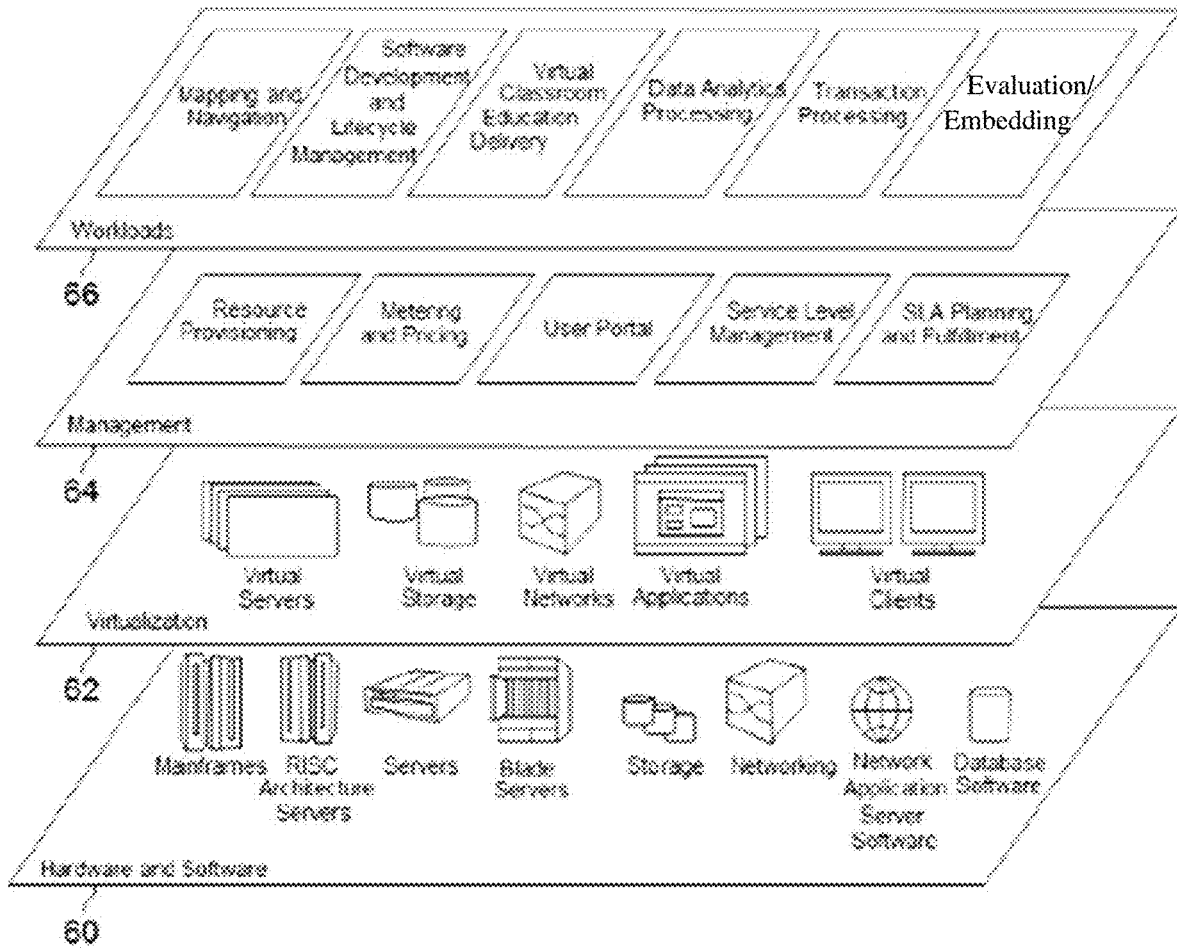 Mapping and
Navigation
Software
Development
and
Lifecycle
Management
Virtual
Classroom
Education
Delivery
Data Analytics
Processing
Transaction
Processing
Evaluation/
Embedding
Workloads
66
Resource
Provisioning
Metering
and Pricing
User Portal
Service Level
Management
SLA Planning
and Fulfillment
Management
64
Virtual
Servers
Virtual
Storage
Virtual
Networks
Virtual
Applications
Virtual
Clients
Virtualization
62
Mainframes
RISC
Architecture
Servers
Servers
Blade
Servers
Storage
Networking
Network
Application
Server
Software
Database
Software
Hardware and Software
60